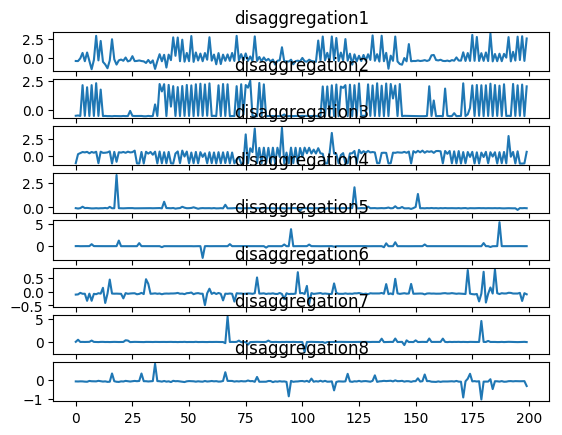 disaggregation1
2.5
0.0
disaggregation2
2.5
0.0
disaggregation3
2.5
0.0
disaggregation4
2.5
0.0
disaggregation5
5
0
disaggregation6
0.5
0.0
−0.5
disaggregation7
5
0
disaggregation8
0
−1
0 25 50 75 100 125 150 175 200